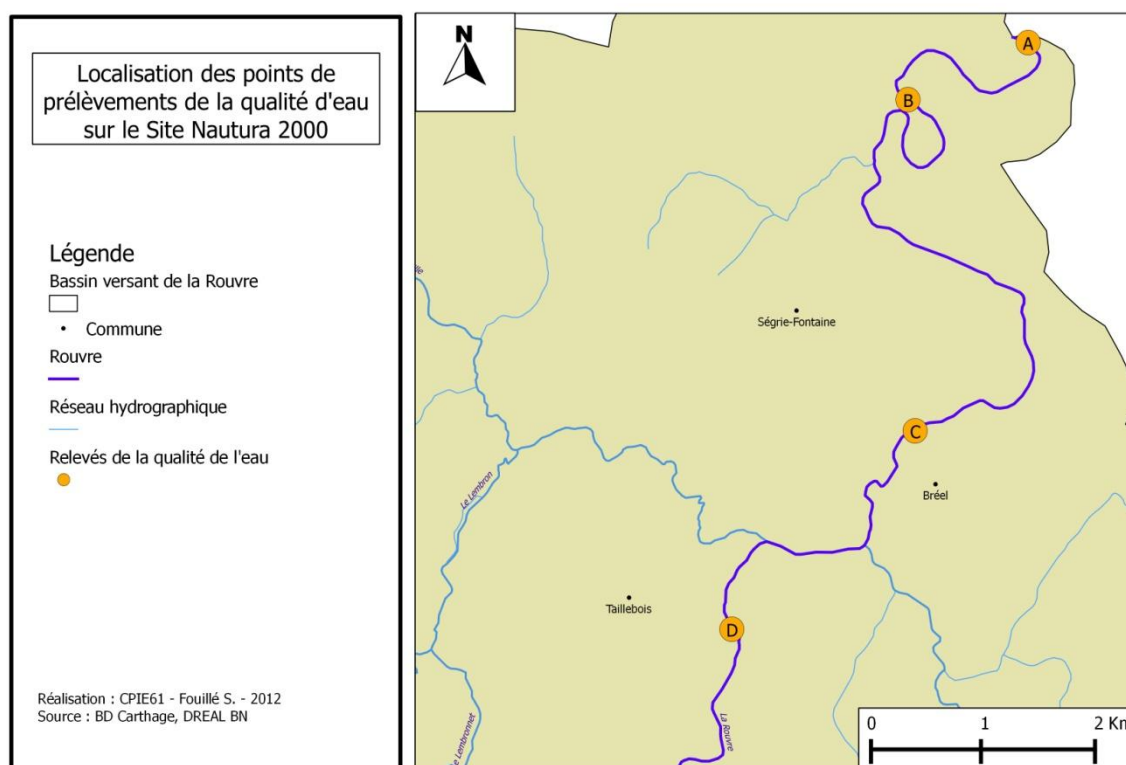 Localisation des points de
prélèvements de la qualité d'eau
sur le Site Nautura 2000
Légende
Bassin versant de la Rouvre
Commune
Rouvre
Réseau hydrographique
Relevés de la qualité de l'eau
Réalisation : CPIE61 - Fouillé S. - 2012
Source : BD Carthage, DREAL BN
N
A
B
Ségrie-Fontaine
C
Le Lembron
Bréel
Taillebois
D
La Rouvre
Le Lembronnet
0 1 2 Km